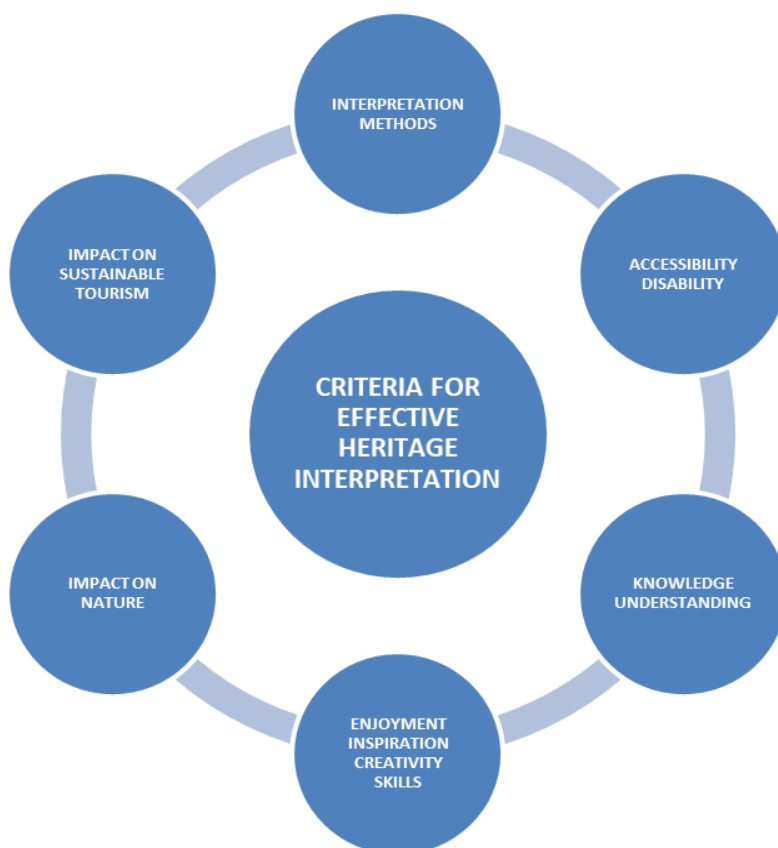 INTERPRETATION
METHODS
ACCESSIBILITY
DISABILITY
KNOWLEDGE
UNDERSTANDING
ENJOYMENT
INSPIRATION
CREATIVITY
SKILLS
IMPACT ON
NATURE
IMPACT ON
SUSTAINABLE
TOURISM
CRITERIA FOR
EFFECTIVE
HERITAGE
INTERPRETATION